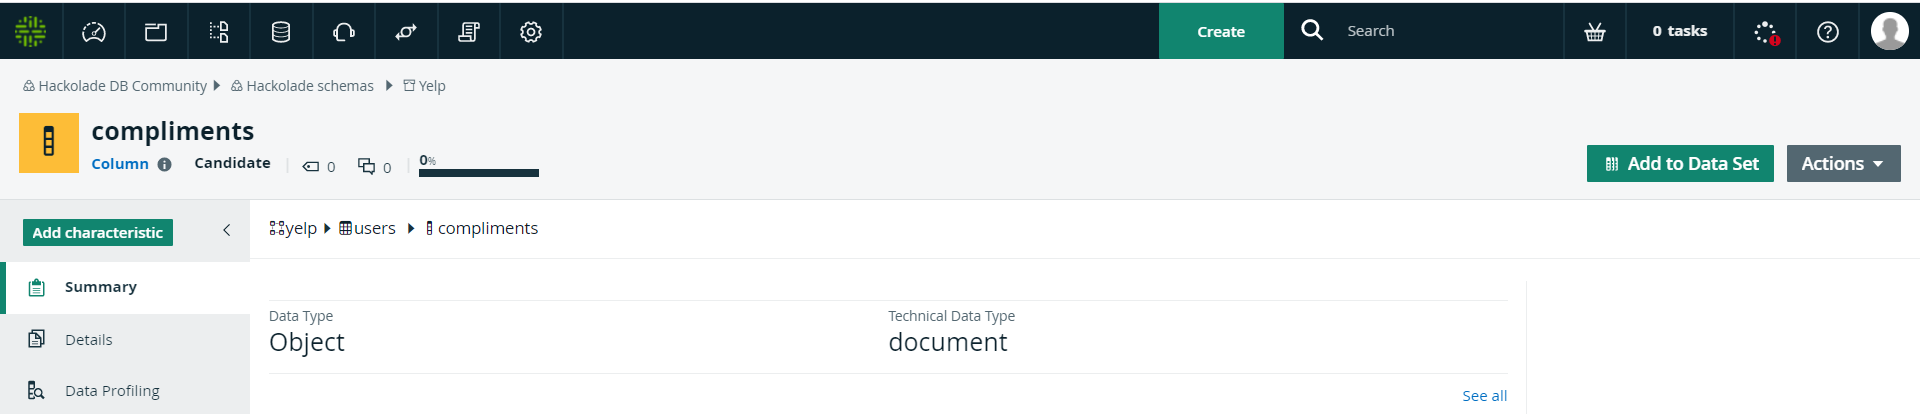 Create Search 0 tasks
Hackolade DB Community Hackolade schemas Yelp
compliments
Column Candidate 0 0 0%
Add to Data Set Actions
Add characteristic
yelp users compliments
Summary
Details
Data Profiling
Data Type Technical Data Type
Object document
See all